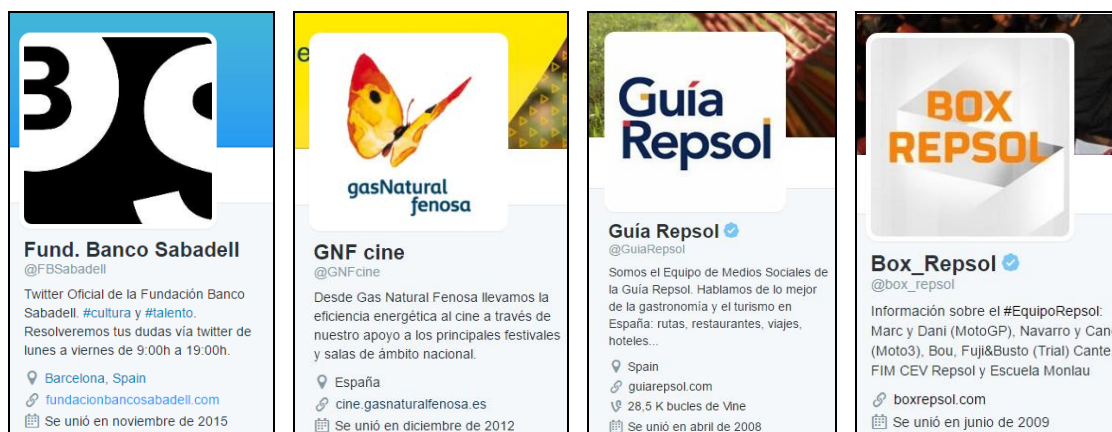 BS
Fund. Banco Sabadell
@FBSabadell
Twitter Oficial de la Fundación Banco
Sabadell. #cultura y #talento.
Resolveremos tus dudas vía twitter de
lunes a viernes de 9:00h a 19:00h.
Barcelona, Spain
fundacionbancosabadell.com
Se unió en noviembre de 2015
e
gasNatural
fenosa
GNF cine
@GNFcine
Desde Gas Natural Fenosa llevamos la
eficiencia energética al cine a través de
nuestro apoyo a los principales festivales
y salas de ámbito nacional.
España
cine.gasnaturalfenosa.es
Se unió en diciembre de 2012
Guía
Repsol
Guía Repsol
@GuiaRepsol
Somos el Equipo de Medios Sociales de
la Guía Repsol. Hablamos de lo mejor
de la gastronomía y el turismo en
España: rutas, restaurantes, viajes,
hoteles...
Spain
guiarepsol.com
28,5 K bucles de Vine
Se unió en abril de 2008
BOX
REPSOL
Box_Repsol
@box_repsol
Información sobre el #EquipoRepsol:
Marc y Dani (MotoGP), Navarro y Can
(Moto3), Bou, Fuji&Busto (Trial) Cante
FIM CEV Repsol y Escuela Monlau
boxrepsol.com
Se unió en junio de 2009